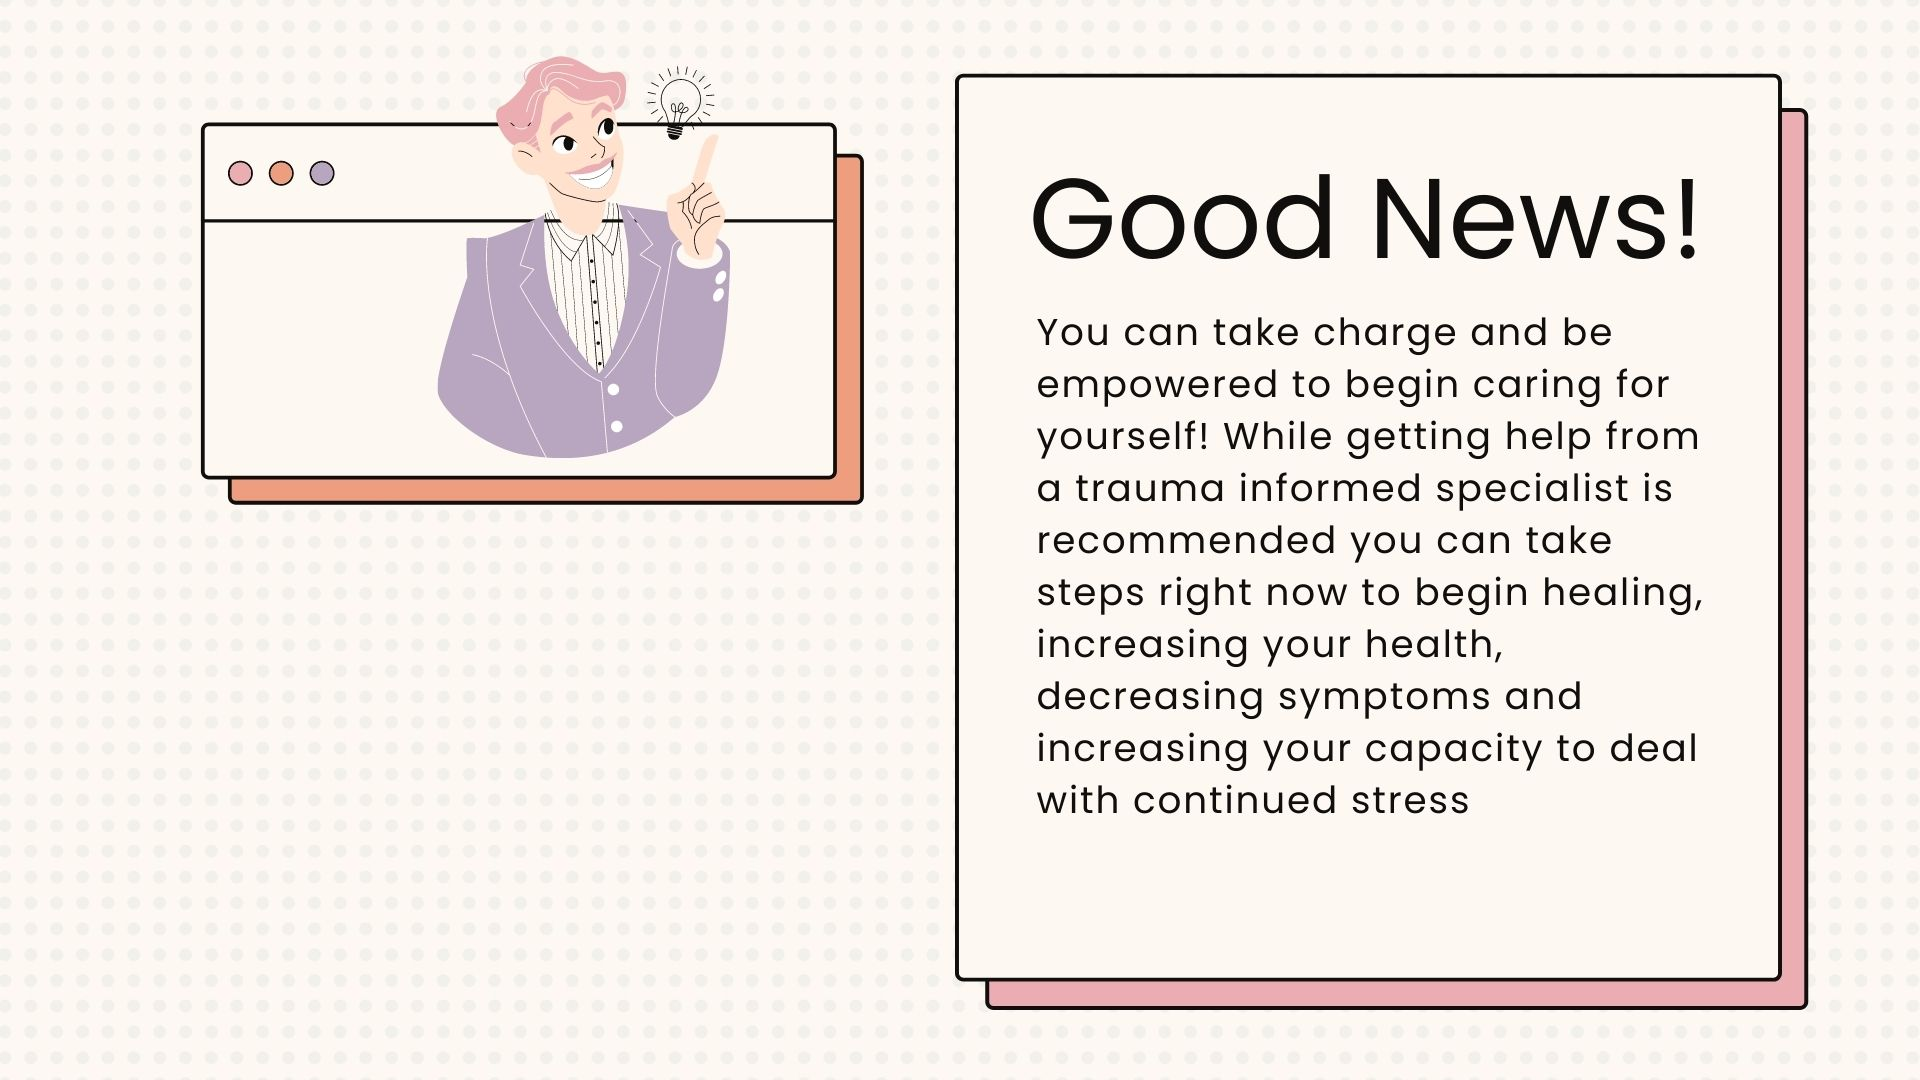 Good News!
You can take charge and be
empowered to begin caring for
yourself! While getting help from
a trauma informed specialist is
recommended you can take
steps right now to begin healing,
increasing your health,
decreasing symptoms and
increasing your capacity to deal
with continued stress